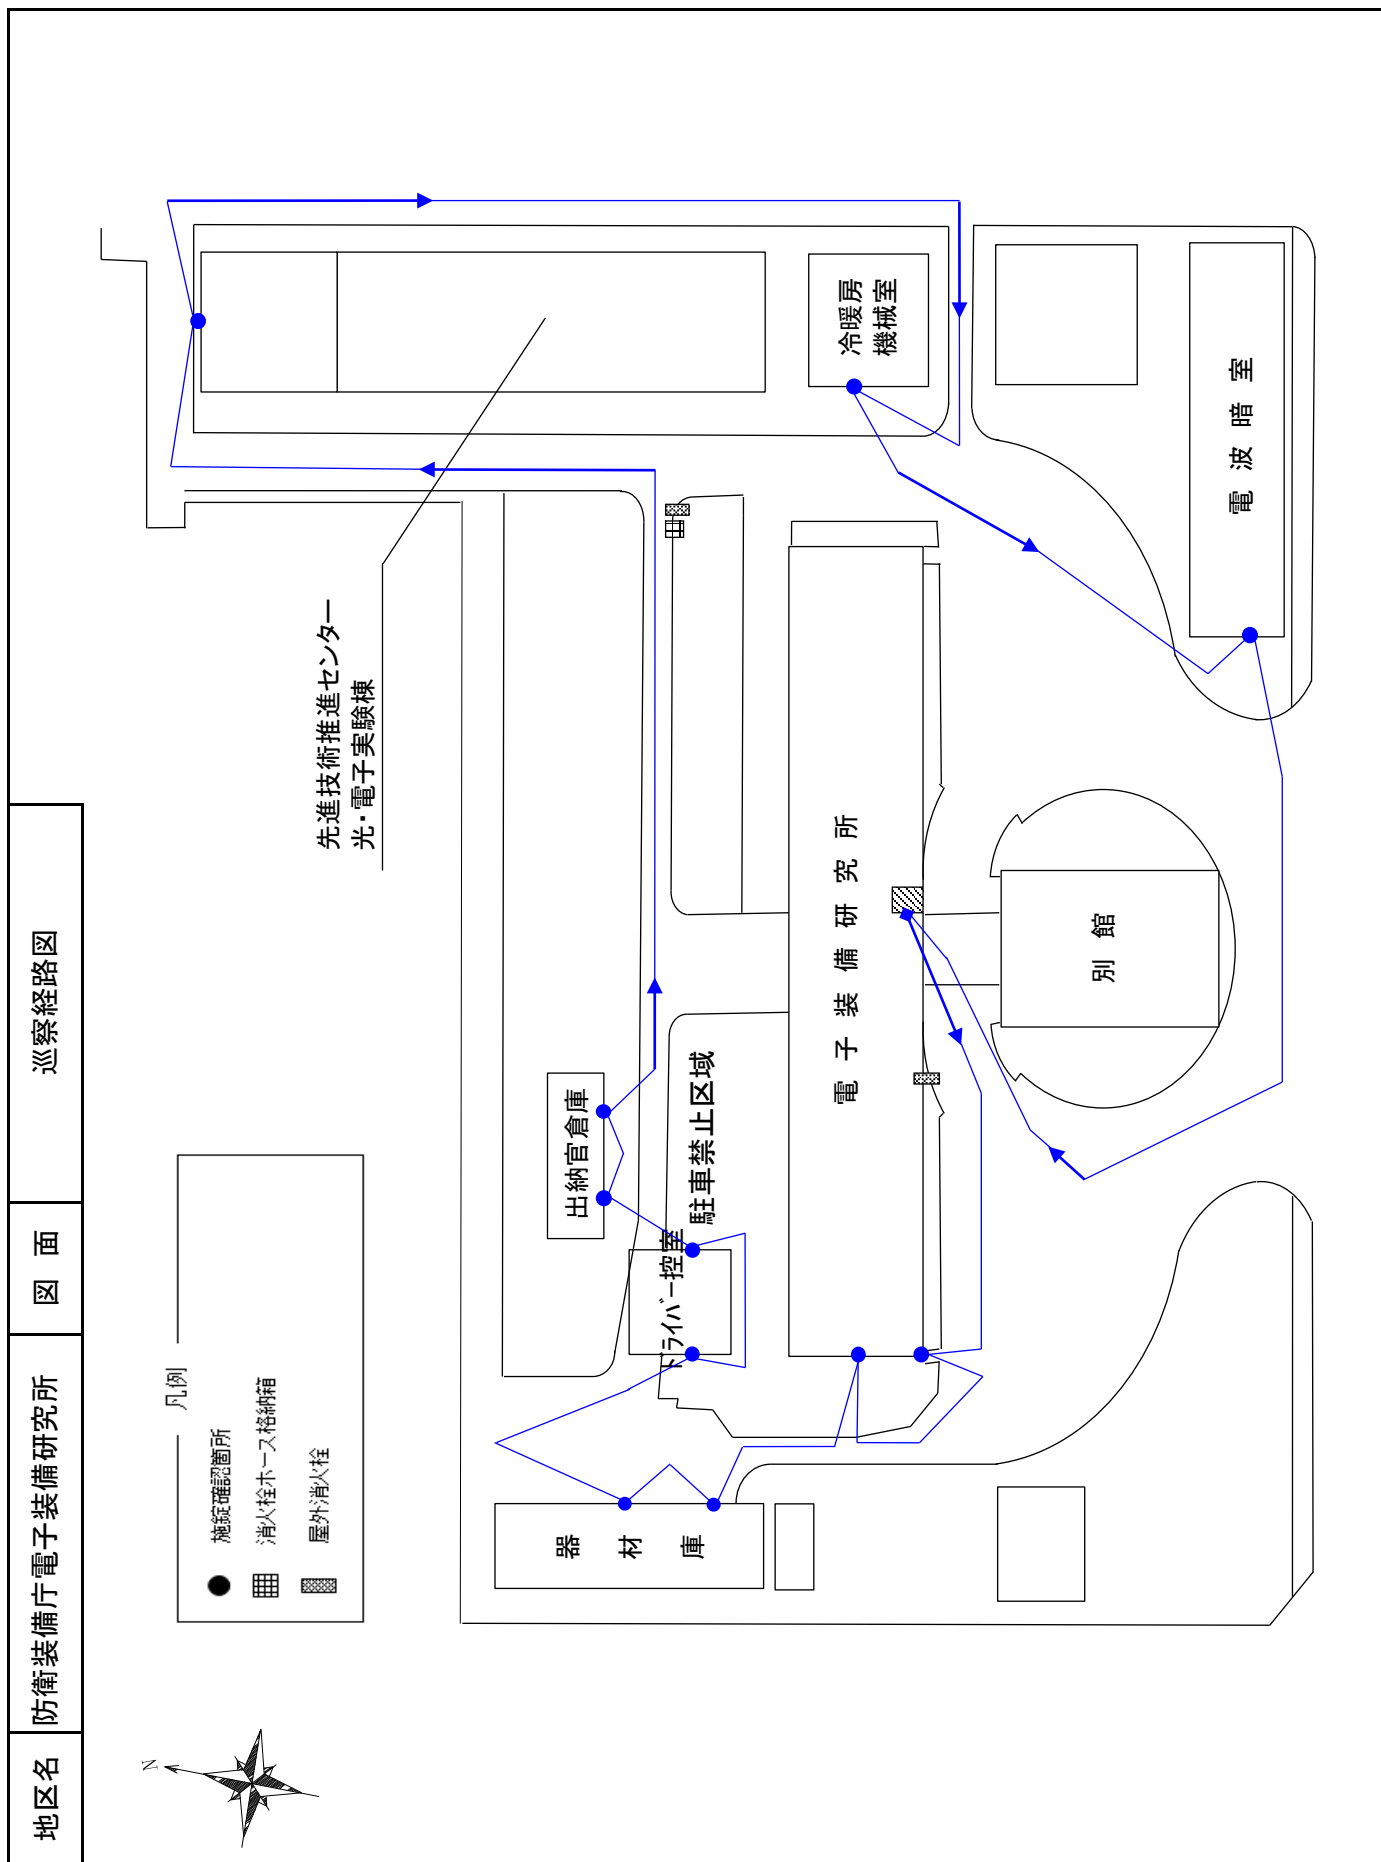 地区名
防衛装備庁電子装備研究所
図 面
巡察経路図
N
凡例
施錠確認箇所
消火栓ホース格納箱
屋外消火栓
先進技術推進センター
光・電子実験棟
出納官倉庫
ドライバー控室
駐車禁止区域
器 材 庫
電 子 装 備 研 究 所
別 館
冷暖房
機械室
電 波 暗 室